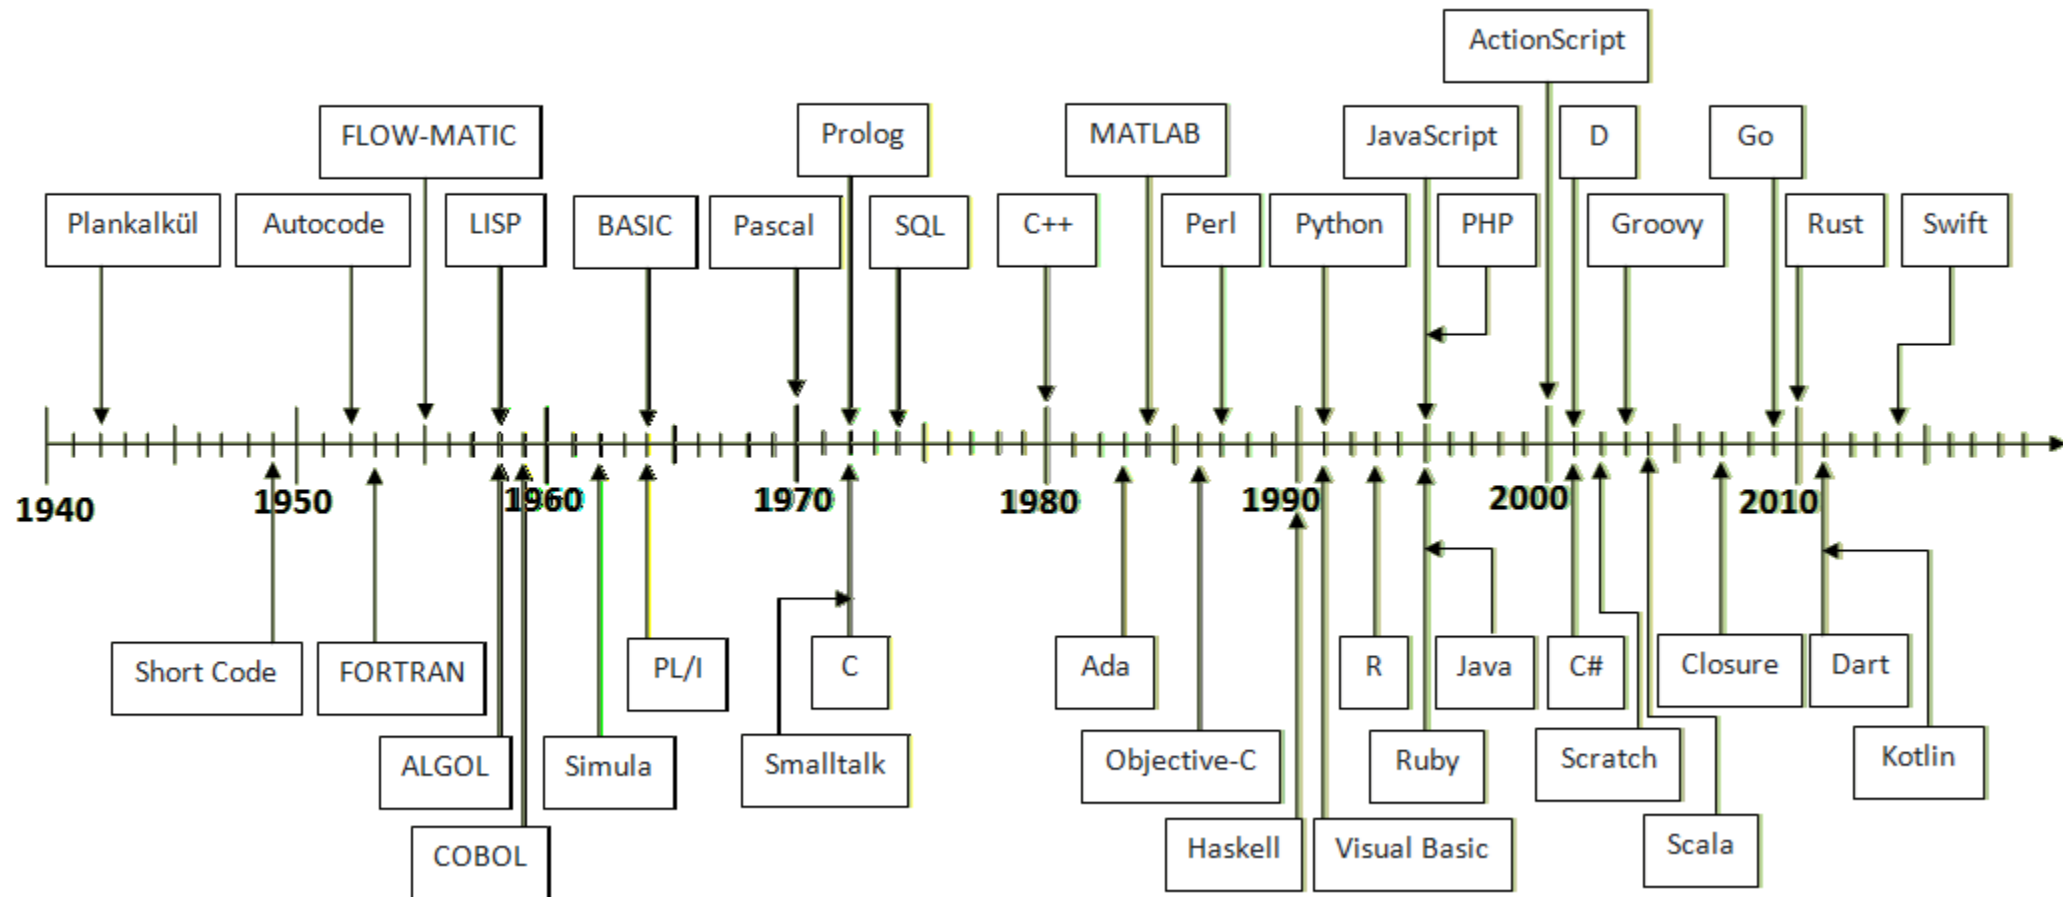 ActionScript
FLOW-MATIC
Prolog
MATLAB
JavaScript
D
Go
Plankalkül
Autocode
LISP
BASIC
Pascal
SQL
C++
Perl
Python
PHP
Groovy
Rust
Swift
1940
1950
1960
1970
1980
1990
2000
2010
Short Code
FORTRAN
PL/I
C
Ada
R
Java
C#
Closure
Dart
ALGOL
Simula
Smalltalk
Objective-C
Ruby
Scratch
Kotlin
COBOL
Haskell
Visual Basic
Scala